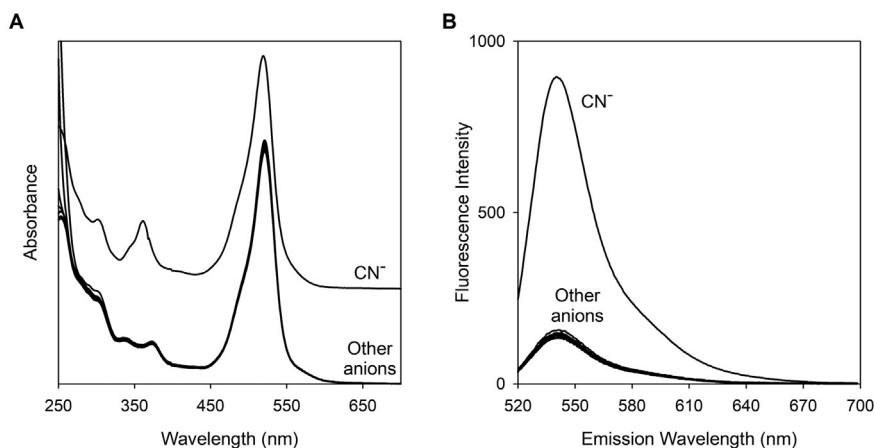 A
Absorbance
CN⁻
Other
anions
250
350
450
550
650
Wavelength (nm)
B
1000
500
0
Fluorescence Intensity
CN⁻
Other
anions
520
550
580
610
640
670
700
Emission Wavelength (nm)